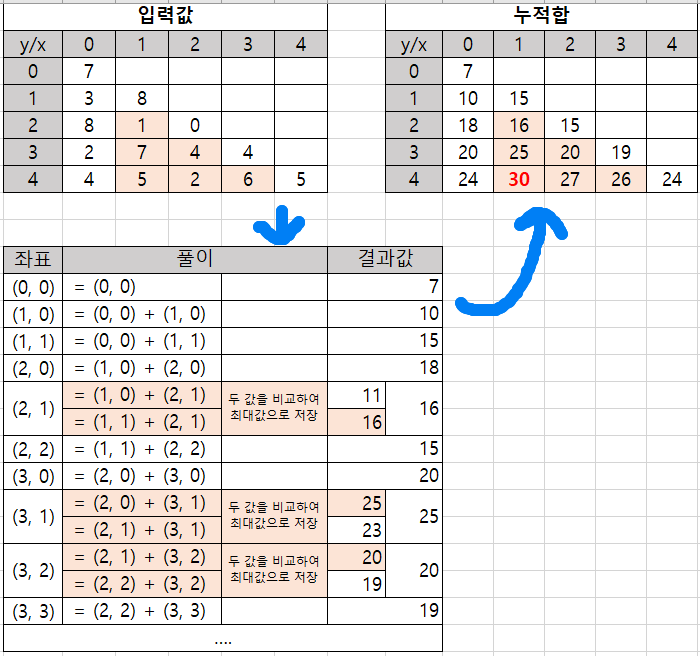 입력값 누적합
y/x 0 1 2 3 4 y/x 0 1 2 3 4
0 7 0 7
1 3 8 1 10 15
2 8 1 0 2 18 16 15
3 2 7 4 4 3 20 25 20 19
4 4 5 2 6 5 4 24 30 27 26 24
좌표 풀이 결과값
(0, 0) = (0, 0) 7
(1, 0) = (0, 0) + (1, 0) 10
(1, 1) = (0, 0) + (1, 1) 15
(2, 0) = (1, 0) + (2, 0) 18
(2, 1) = (1, 0) + (2, 1) 두 값을 비교하여 11 16
= (1, 1) + (2, 1) 최대값으로 저장 16
(2, 2) = (1, 1) + (2, 2) 15
(3, 0) = (2, 0) + (3, 0) 20
(3, 1) = (2, 0) + (3, 1) 두 값을 비교하여 25 25
= (2, 1) + (3, 1) 최대값으로 저장 23
(3, 2) = (2, 1) + (3, 2) 두 값을 비교하여 20 20
= (2, 2) + (3, 2) 최대값으로 저장 19
(3, 3) = (2, 2) + (3, 3) 19
....